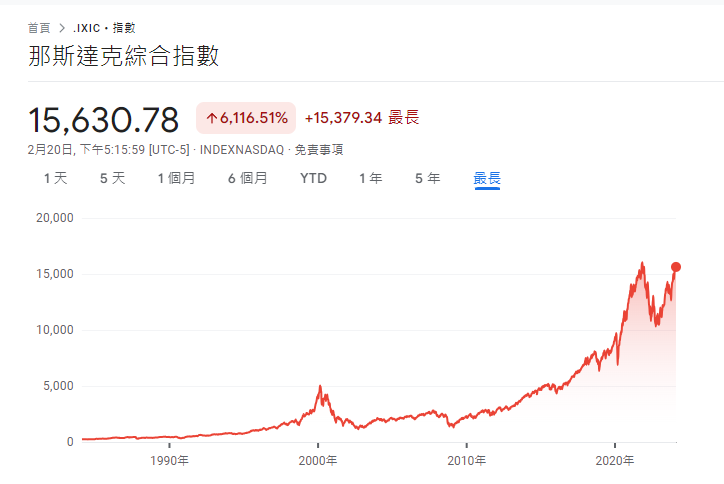 首頁 > .IXIC • 指數
那斯達克綜合指數
15,630.78 ↑6,116.51% +15,379.34 最長
2月20日, 下午5:15:59 [UTC-5] · INDEXNASDAQ · 免責事項
1 天 5 天 1 個月 6 個月 YTD 1 年 5 年 最長
20,000
15,000
10,000
5,000
0
1990年 2000年 2010年 2020年